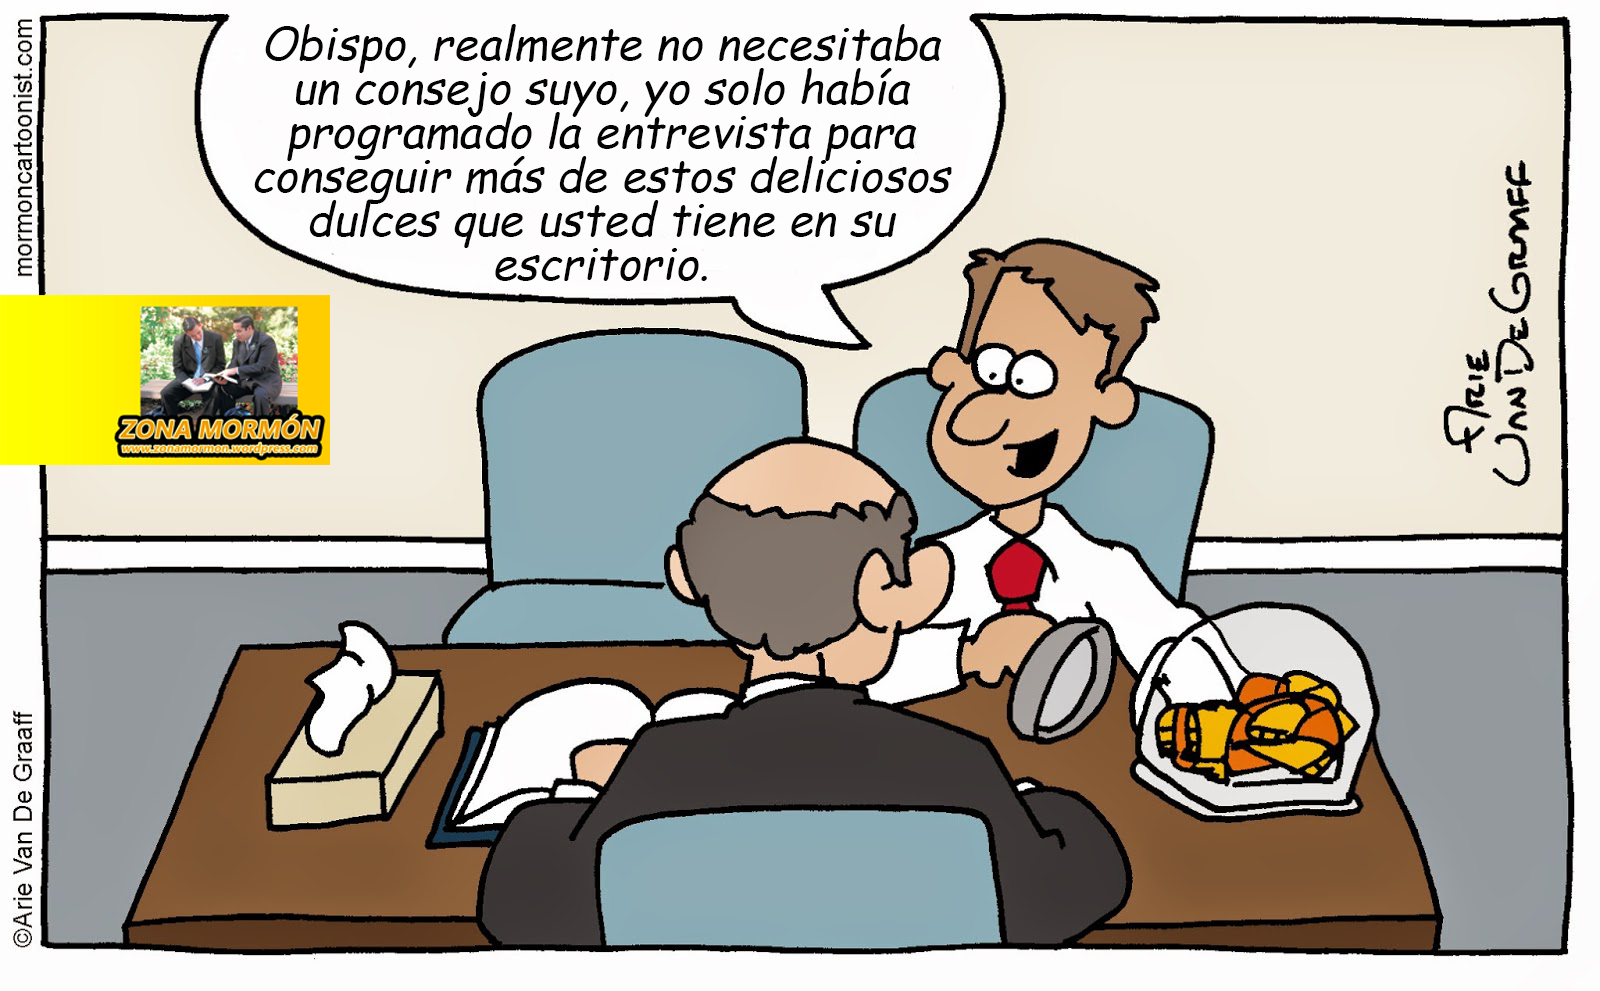 Obispo, realmente no necesitaba
un consejo suyo, yo solo había
programado la entrevista para
conseguir más de estos deliciosos
dulces que usted tiene en su
escritorio.
mormoncartoonist.com
ZONA MORMÓN
www.zonamormon.wordpress.com
ARIE
VAN DE GRAFF
©Arie Van De Graaff